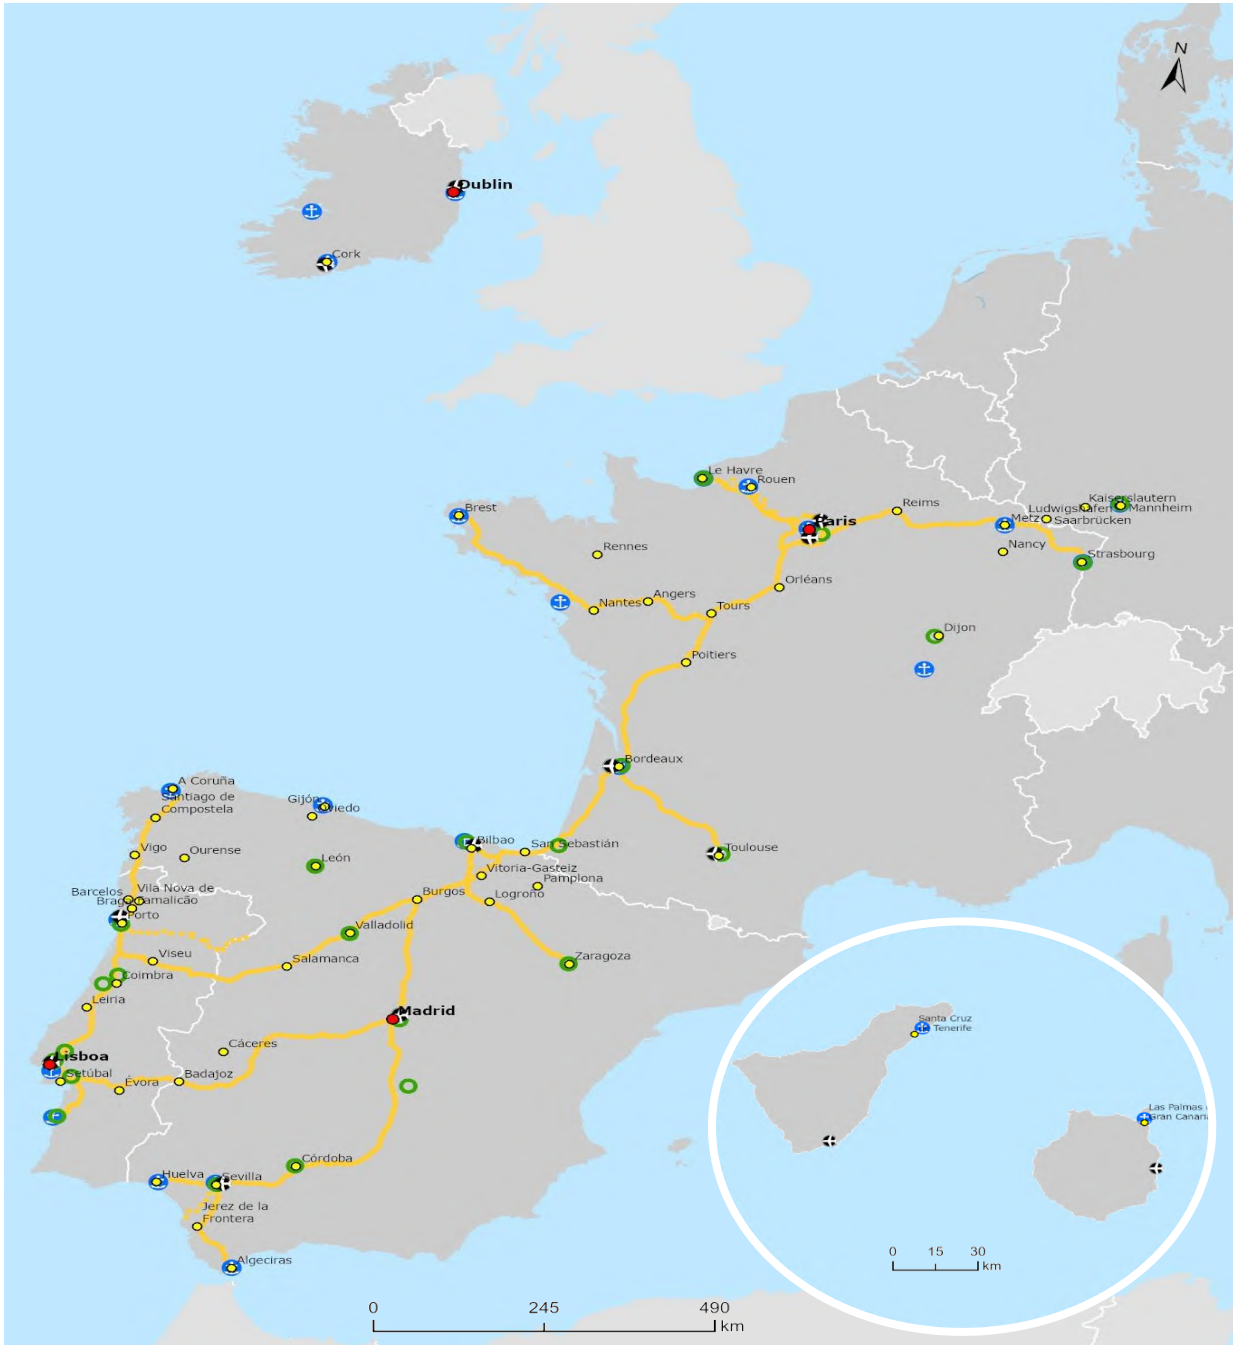 N
Dublin
Cork
Le Havre
Rouen
Brest
Paris
Reims
Kaiserslautern
Ludwigshafen
Mannheim
Metz
Saarbrücken
Rennes
Nancy
Strasbourg
Orléans
Nantes
Angers
Tours
Dijon
Poitiers
Bordeaux
A Coruña
Santiago de
Compostela
Gijón
Oviedo
Bilbao
San Sebastián
Toulouse
Vigo
Ourense
León
Vitoria-Gasteiz
Pamplona
Barcelos
Vila Nova de
Famalicão
Burgos
Logroño
Porto
Valladolid
Viseu
Salamanca
Zaragoza
Coimbra
Leiria
Madrid
Santa Cruz
Tenerife
Lisboa
Setúbal
Cáceres
Évora
Badajoz
Las Palmas
Gran Canari
Córdoba
Huelva
Sevilla
Jerez de la
Frontera
Algeciras
0 15 30
km
0 245 490
km